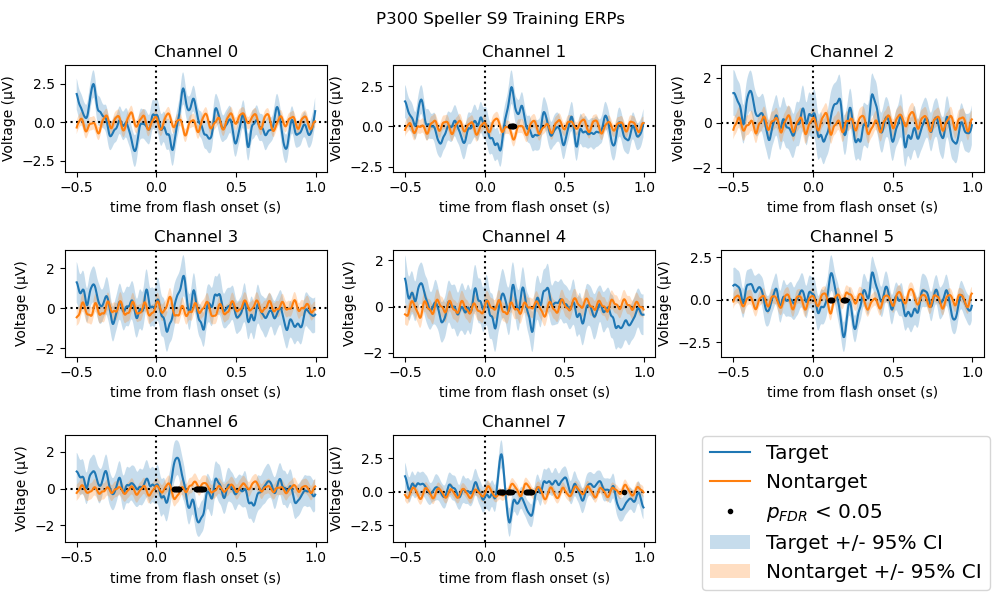 P300 Speller S9 Training ERPs
Channel 0
Channel 1
Channel 2
Voltage (µV)
2.5
0.0
−2.5
−0.5 0.0 0.5 1.0
time from flash onset (s)
Voltage (µV)
2.5
0.0
−2.5
−0.5 0.0 0.5 1.0
time from flash onset (s)
Voltage (µV)
2
0
−2
−0.5 0.0 0.5 1.0
time from flash onset (s)
Channel 3
Channel 4
Channel 5
Voltage (µV)
2
0
−2
−0.5 0.0 0.5 1.0
time from flash onset (s)
Voltage (µV)
2
0
−2
−0.5 0.0 0.5 1.0
time from flash onset (s)
Voltage (µV)
2.5
0.0
−2.5
−0.5 0.0 0.5 1.0
time from flash onset (s)
Channel 6
Channel 7
Voltage (µV)
2
0
−2
−0.5 0.0 0.5 1.0
time from flash onset (s)
Voltage (µV)
2.5
0.0
−2.5
−0.5 0.0 0.5 1.0
time from flash onset (s)
Target
Nontarget
pFDR < 0.05
Target +/- 95% CI
Nontarget +/- 95% CI